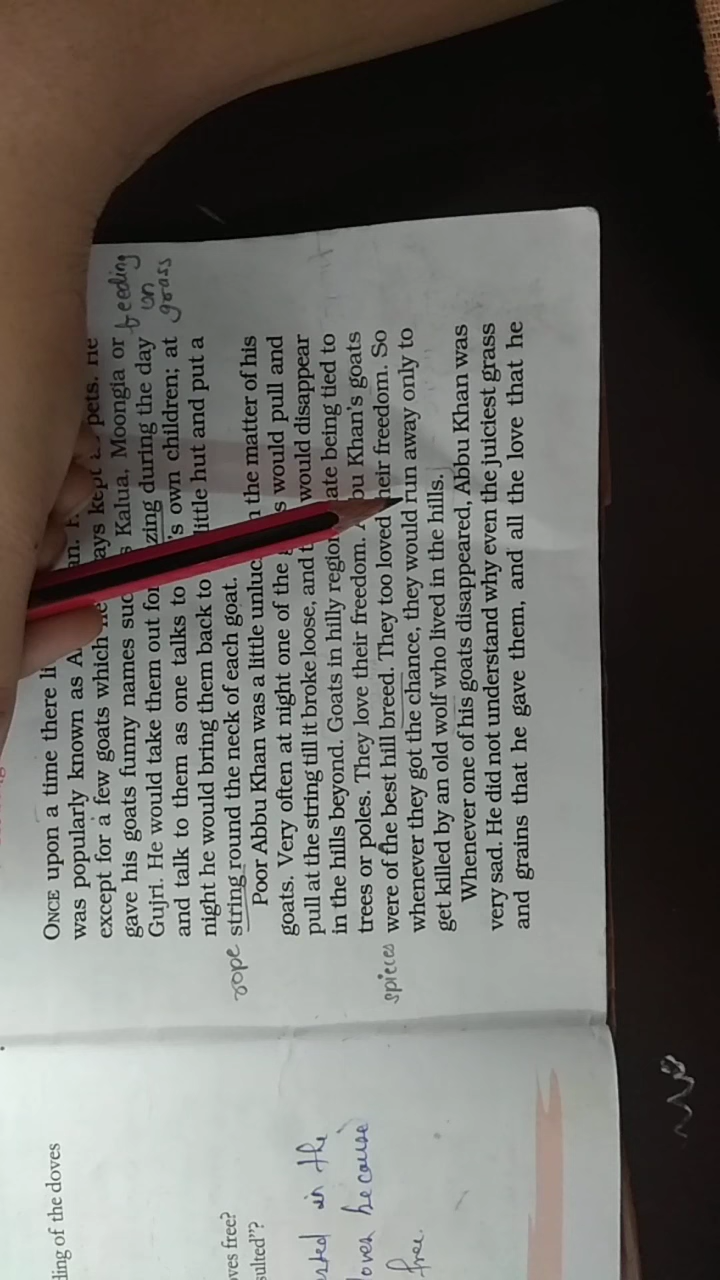 ONCE upon a time there
was popularly known as
except for a few goats which kept pets. He
gave his goats funny names Kalua, Moongia or
Gujri. He would take them out during the day
and talk to them as one talks to own children; at
night he would bring them back to little hut and put a
string round the neck of each goat.
Poor Abbu Khan was a little the matter of his
goats. Very often at night one of the would pull and
pull at the string till it broke loose, and would disappear
in the hills beyond. Goats in hilly being tied to
trees or poles. They love their freedom. Khan's goats
were of the best hill breed. They too loved their freedom. So
whenever they got the chance, they would run away only to
get killed by an old wolf who lived in the hills.
Whenever one of his goats disappeared, Abbu Khan was
very sad. He did not understand why even the juiciest grass
and grains that he gave them, and all the love that he
feeding
on
grass
rope
spieces
of the doves
free?
in the
because
free.